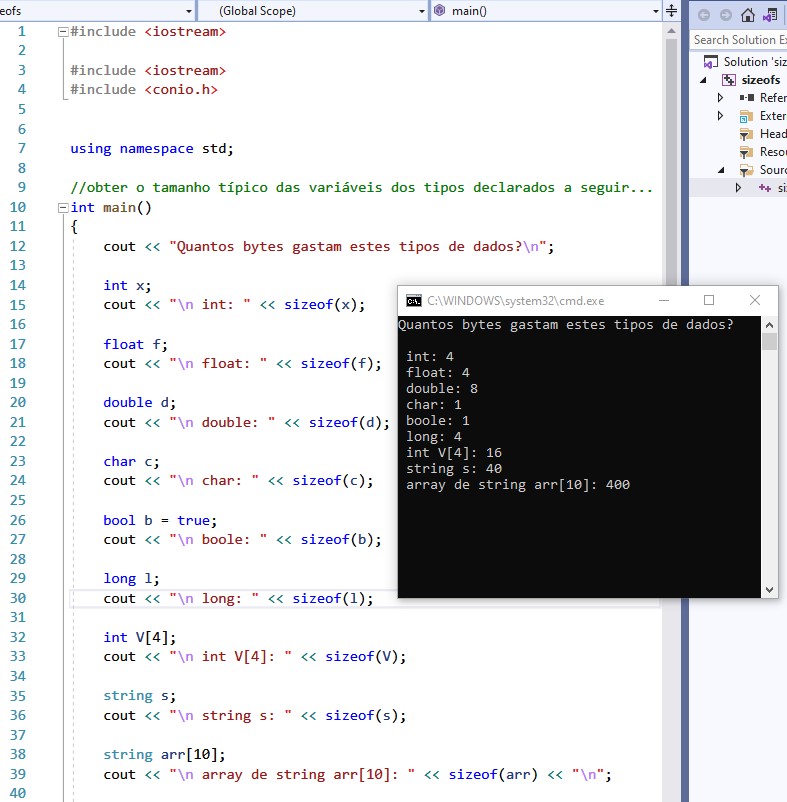 eofs (Global Scope) main()
1 #include <iostream>
2
3 #include <iostream>
4 #include <conio.h>
5
6
7 using namespace std;
8
9 //obter o tamanho típico das variáveis dos tipos declarados a seguir...
10 int main()
11 {
12 cout << "Quantos bytes gastam estes tipos de dados?\n";
13
14 int x;
15 cout << "\n int: " << sizeof(x);
16
17 float f;
18 cout << "\n float: " << sizeof(f);
19
20 double d;
21 cout << "\n double: " << sizeof(d);
22
23 char c;
24 cout << "\n char: " << sizeof(c);
25
26 bool b = true;
27 cout << "\n boole: " << sizeof(b);
28
29 long l;
30 cout << "\n long: " << sizeof(l);
31
32 int V[4];
33 cout << "\n int V[4]: " << sizeof(V);
34
35 string s;
36 cout << "\n string s: " << sizeof(s);
37
38 string arr[10];
39 cout << "\n array de string arr[10]: " << sizeof(arr) << "\n";
40
C:\WINDOWS\system32\cmd.exe
Quantos bytes gastam estes tipos de dados?
int: 4
float: 4
double: 8
char: 1
boole: 1
long: 4
int V[4]: 16
string s: 40
array de string arr[10]: 400
Search Solution Ex
Solution 'siz
sizeofs
Refer
Exter
Head
Resou
Sourc
si